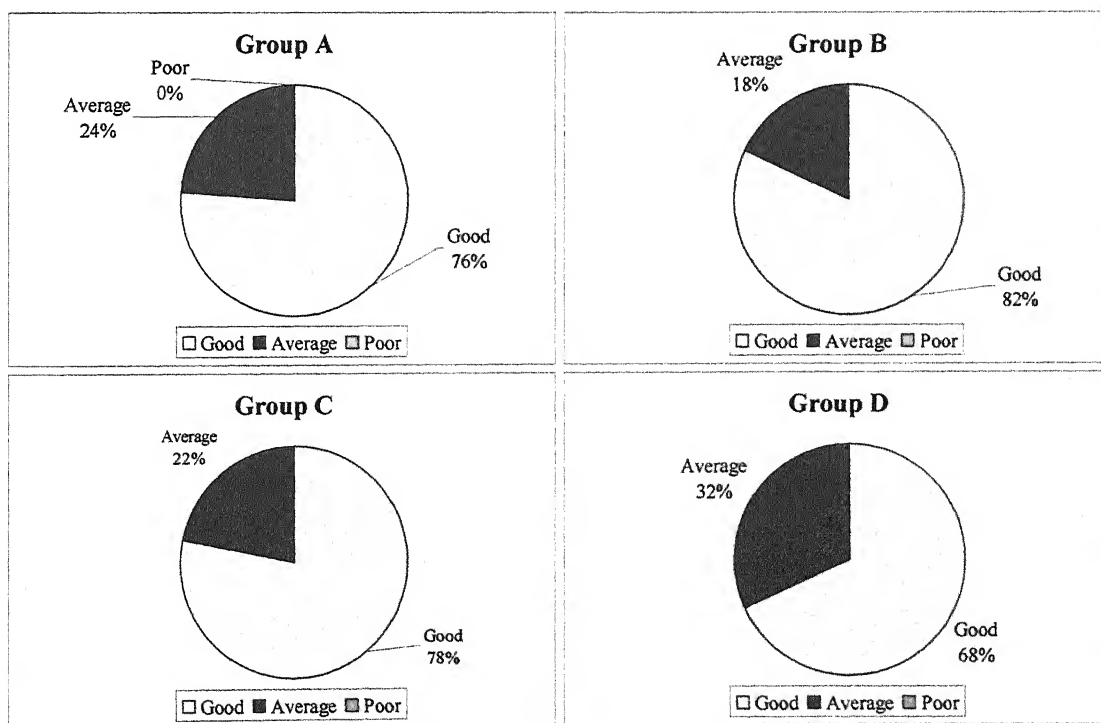 Group A
Poor
0%
Average
24%
Good
76%
Good Average Poor
Group B
Average
18%
Good
82%
Good Average Poor
Group C
Average
22%
Good
78%
Good Average Poor
Group D
Average
32%
Good
68%
Good Average Poor